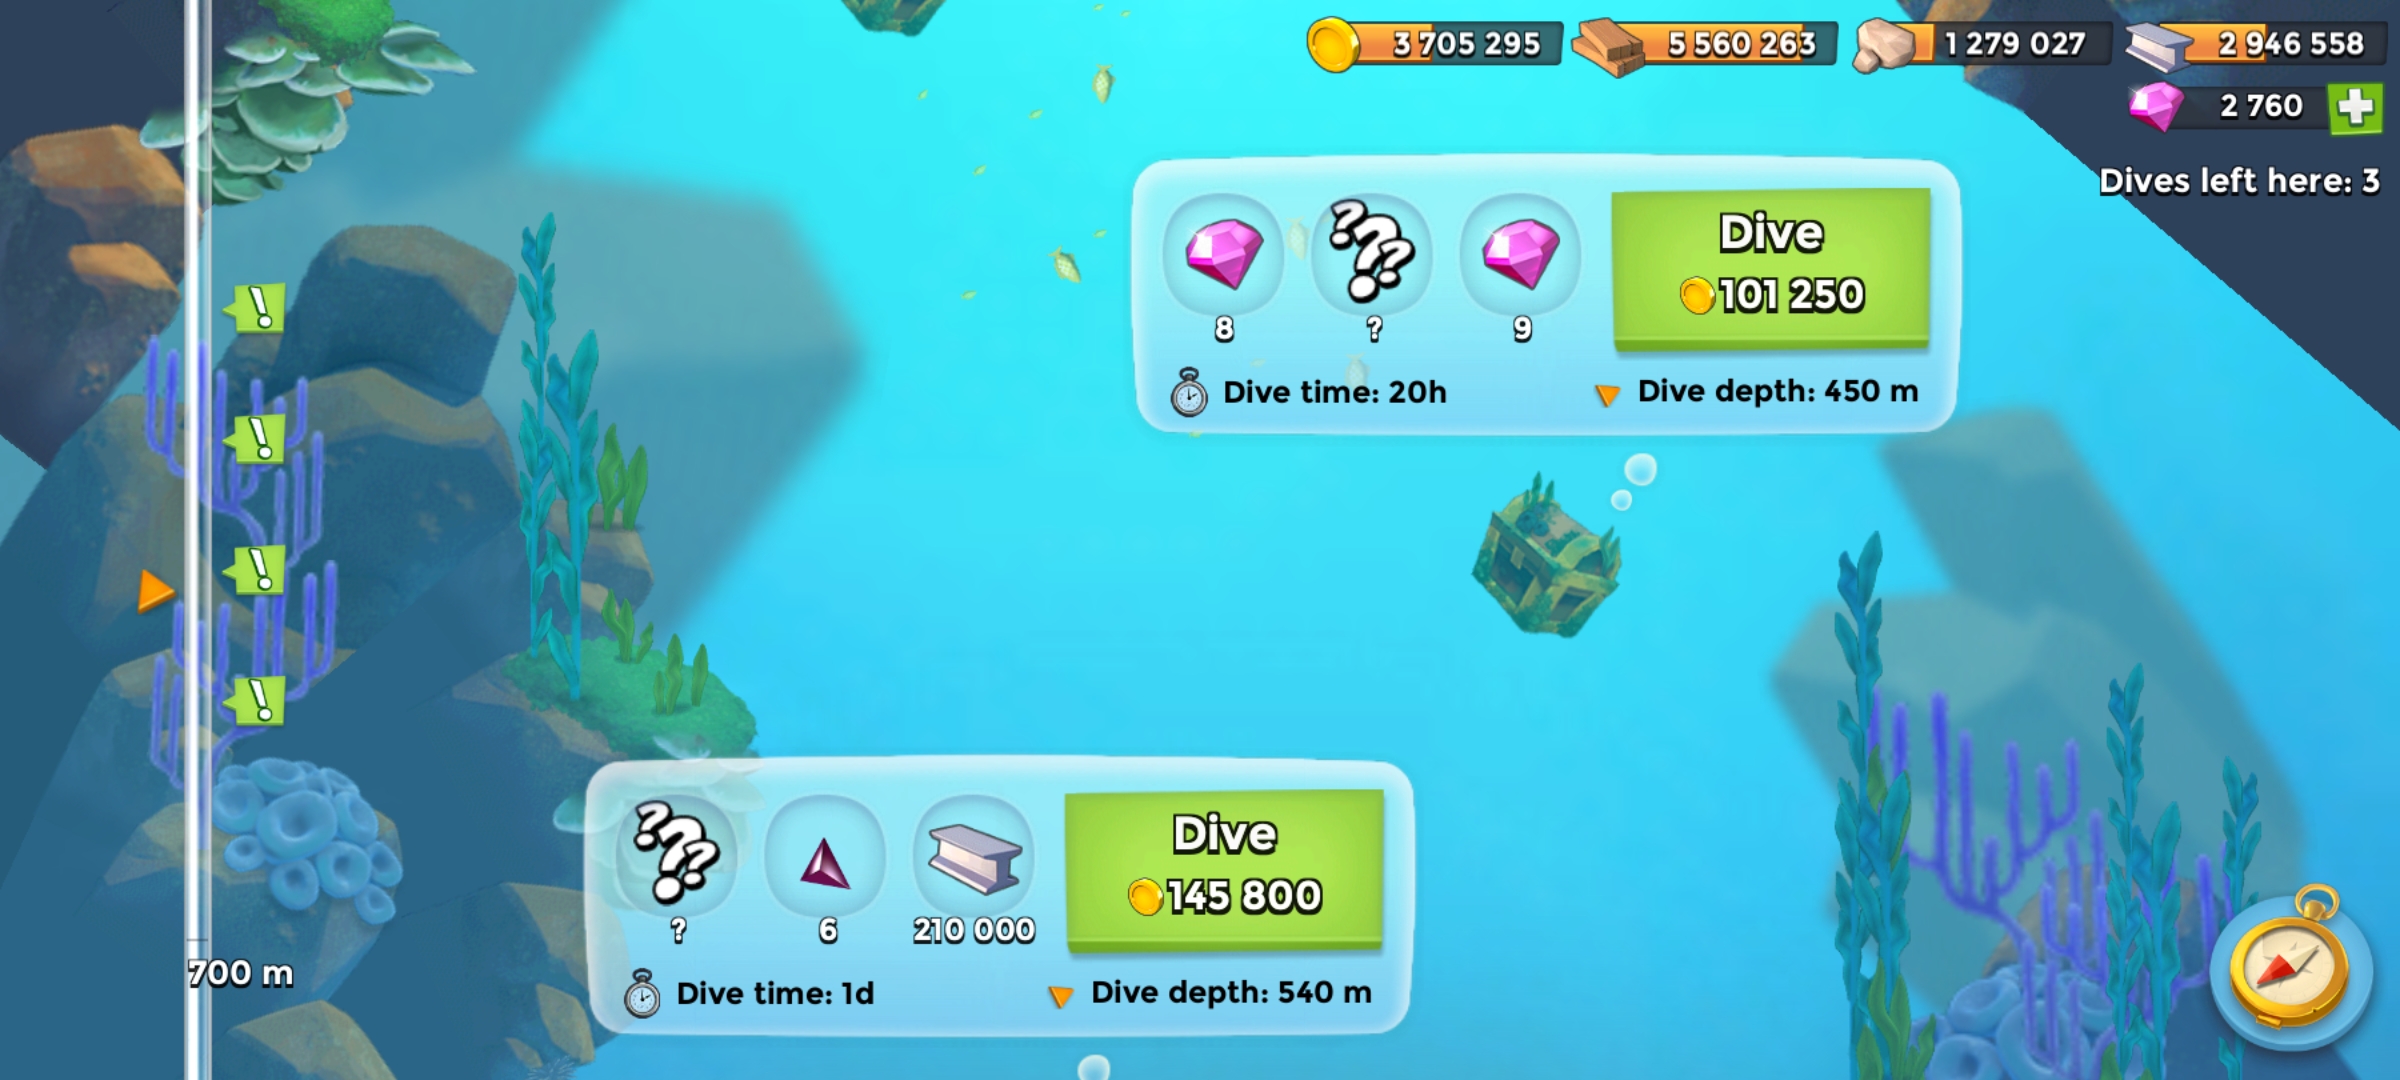 3 705 295
5 560 263
1 279 027
2 946 558
2 760
Dives left here: 3
8
???
?
9
Dive
101 250
Dive time: 20h
Dive depth: 450 m
!
!
!
!
???
?
6
210 000
Dive
145 800
Dive time: 1d
Dive depth: 540 m
700 m